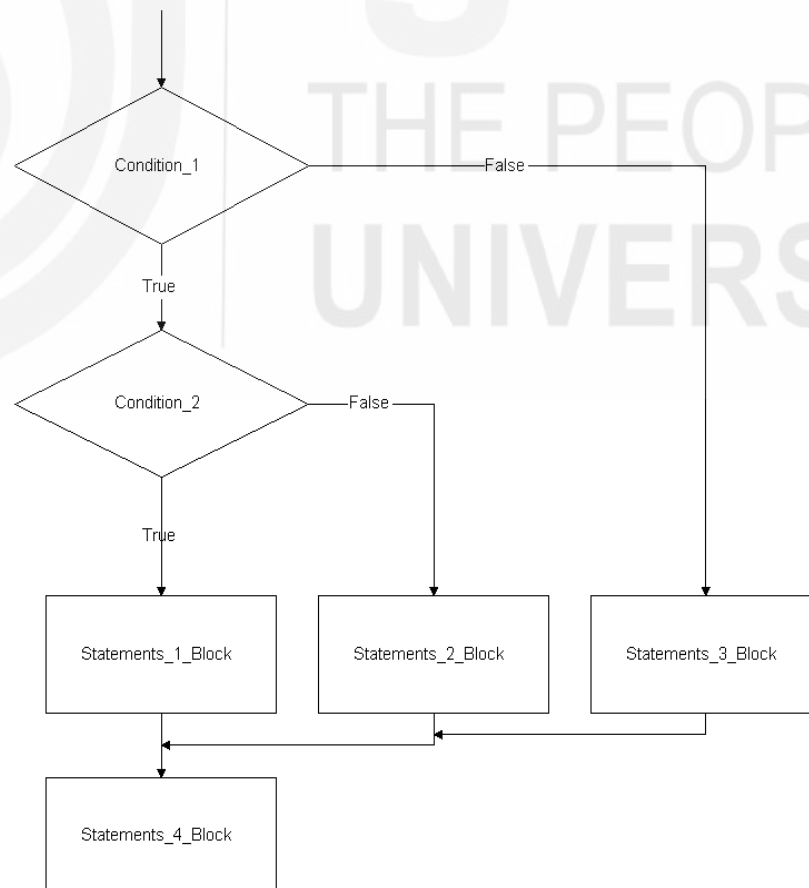 THE PEOP
UNIVERS
Condition_1
False
True
Condition_2
False
True
Statements_1_Block
Statements_2_Block
Statements_3_Block
Statements_4_Block